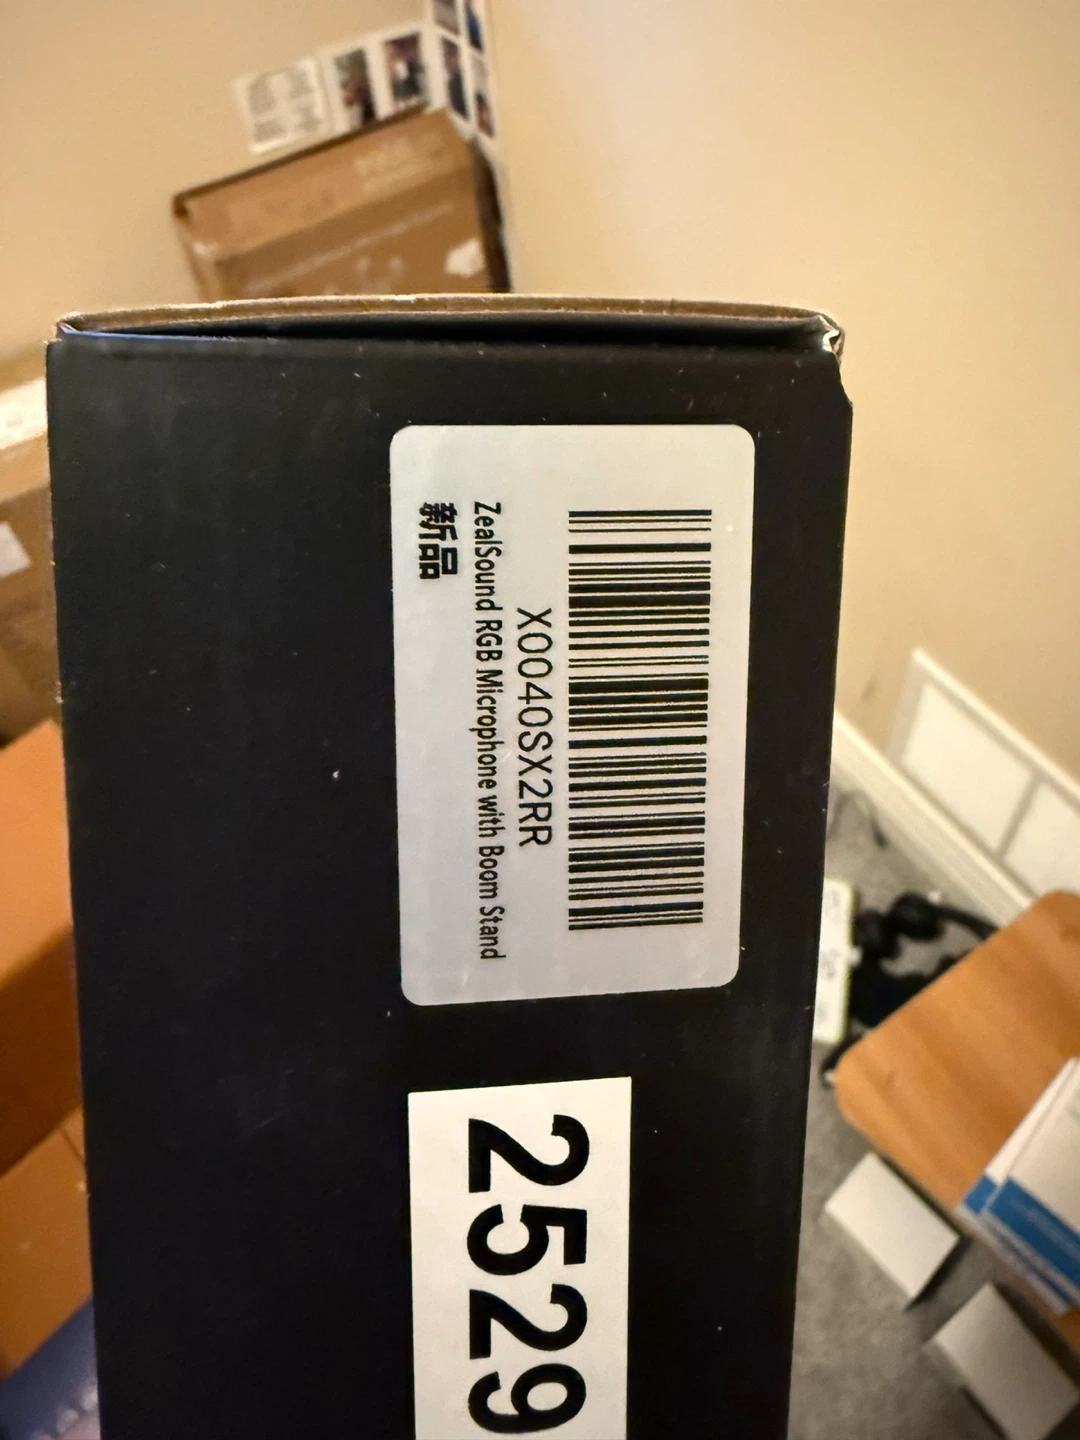 X0040SX2RR
ZealSound RGB Microphone with Boom Stand
新品
2529